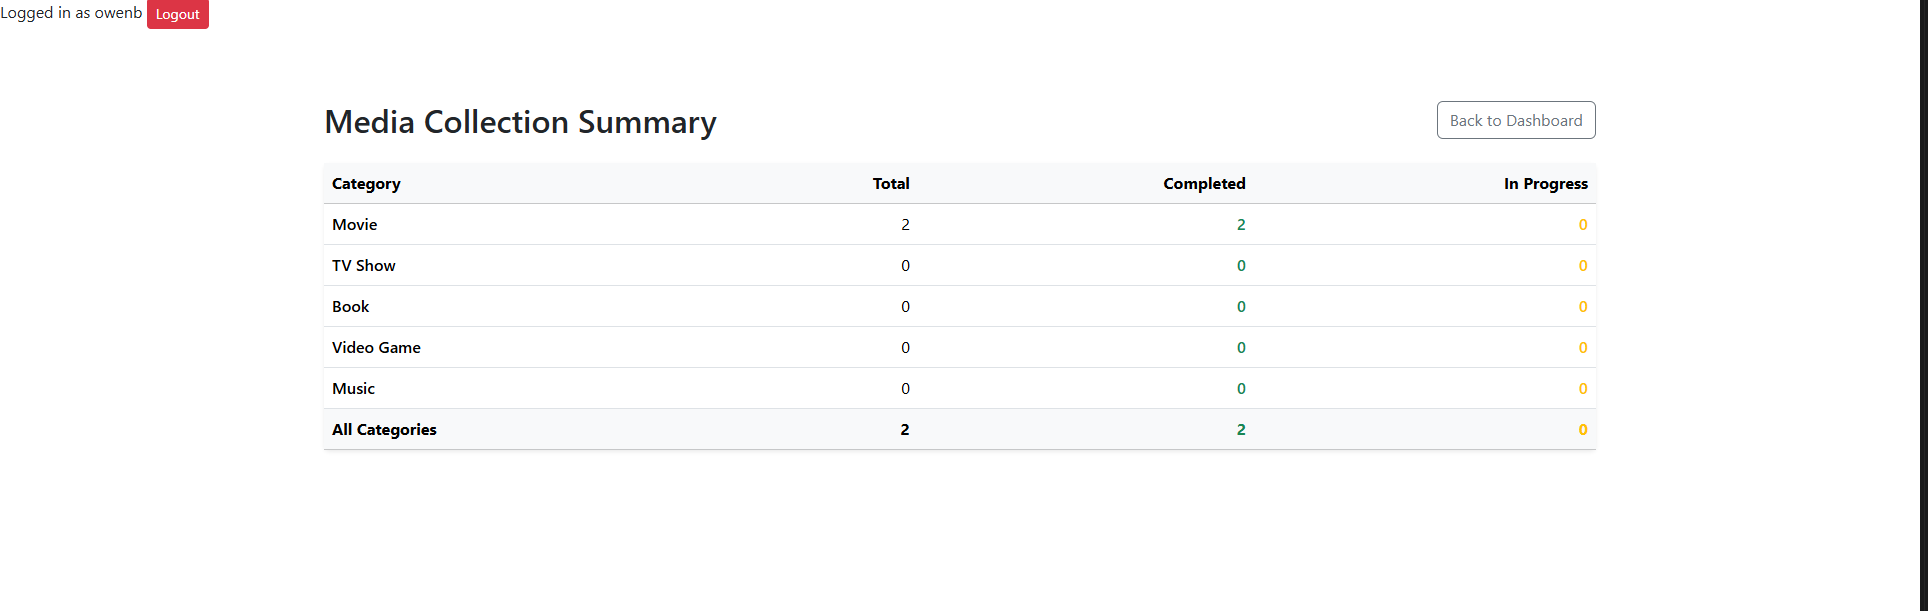 Logged in as owenb Logout
Media Collection Summary Back to Dashboard
Category Total Completed In Progress
Movie 2 2 0
TV Show 0 0 0
Book 0 0 0
Video Game 0 0 0
Music 0 0 0
All Categories 2 2 0